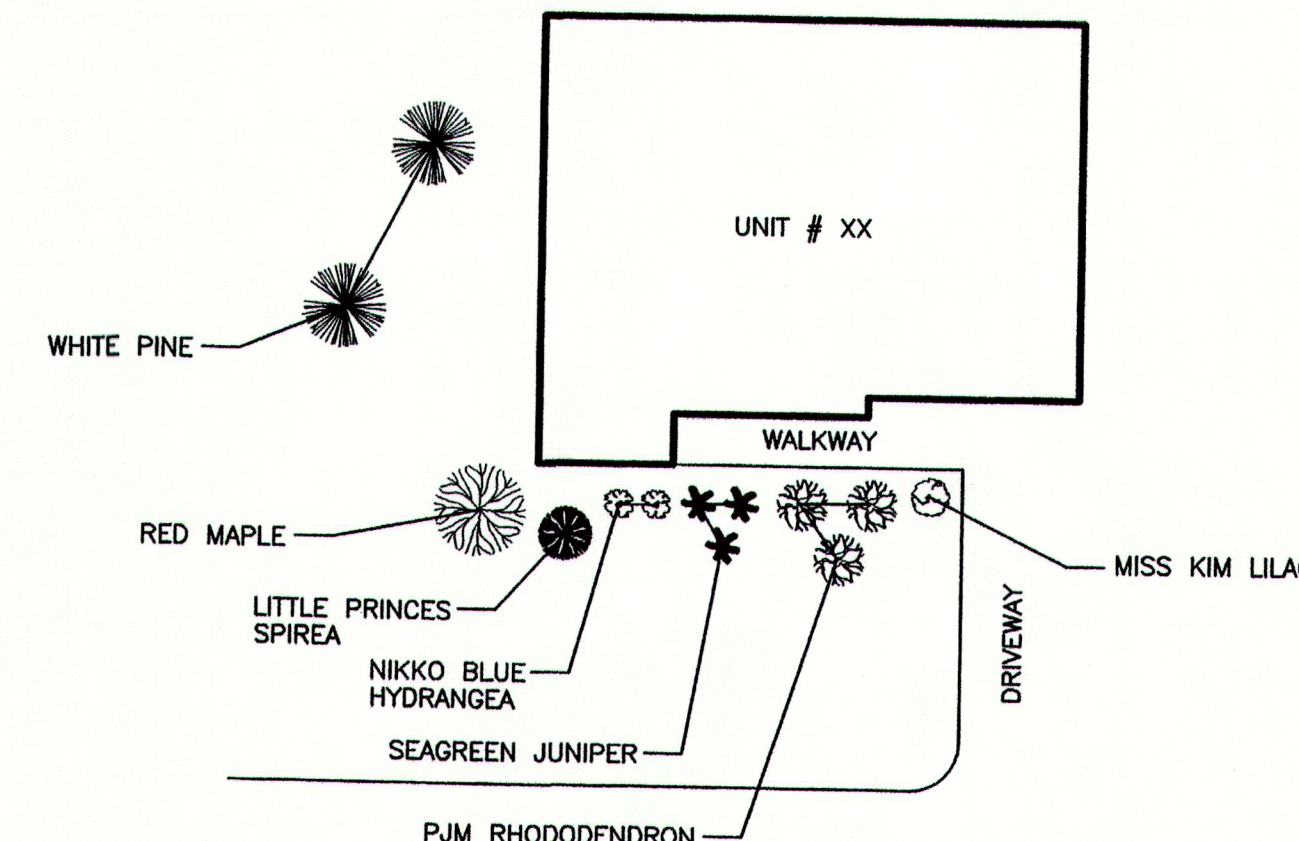 UNIT # XX
WHITE PINE
WALKWAY
RED MAPLE
MISS KIM LILA
LITTLE PRINCES
SPIREA
DRIVEWAY
NIKKO BLUE
HYDRANGEA
SEAGREEN JUNIPER
PJM RHODODENDRON